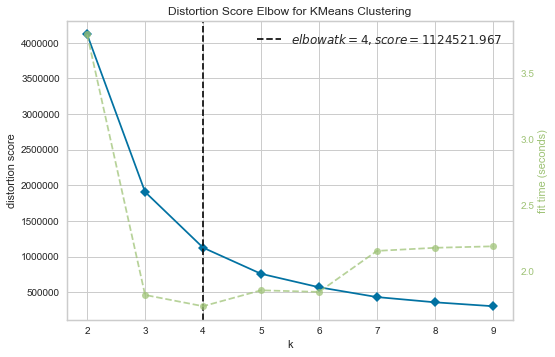 Distortion Score Elbow for KMeans Clustering
elbowatk = 4, score = 1124521.967
distortion score
4000000
3500000
3000000
2500000
2000000
1500000
1000000
500000
3.5
3.0
2.5
2.0
fit time (seconds)
2 3 4 5 6 7 8 9
k